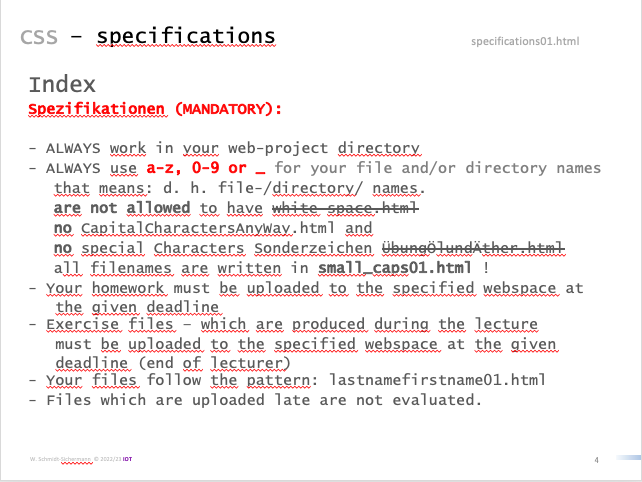 CSS – specifications
specifications01.html
Index
Spezifikationen (MANDATORY):
- ALWAYS work in your web-project directory
- ALWAYS use a-z, 0-9 or _ for your file and/or directory names
that means: d. h. file-/directory/ names.
are not allowed to have white space.html
no CapitalCharactersAnyWay.html and
no special Characters Sonderzeichen ÜbungÖlundÄther.html
all filenames are written in small_caps01.html !
- Your homework must be uploaded to the specified webspace at
the given deadline
- Exercise files – which are produced during the lecture
must be uploaded to the specified webspace at the given
deadline (end of lecturer)
- Your files follow the pattern: lastnamefirstname01.html
- Files which are uploaded late are not evaluated.
W. Schmidt-Sichermann, © 2022/23 IOT
4